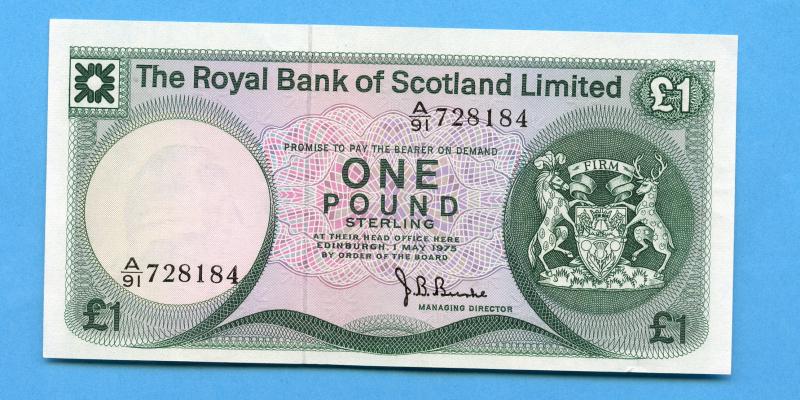 The Royal Bank of Scotland Limited
£1
A/91 728184
PROMISE TO PAY THE BEARER ON DEMAND
FIRM
ONE
POUND
STERLING
AT THEIR HEAD OFFICE HERE
EDINBURGH, 1 MAY 1975
BY ORDER OF THE BOARD
A/91 728184
J.B. Burke
MANAGING DIRECTOR
£1
£1